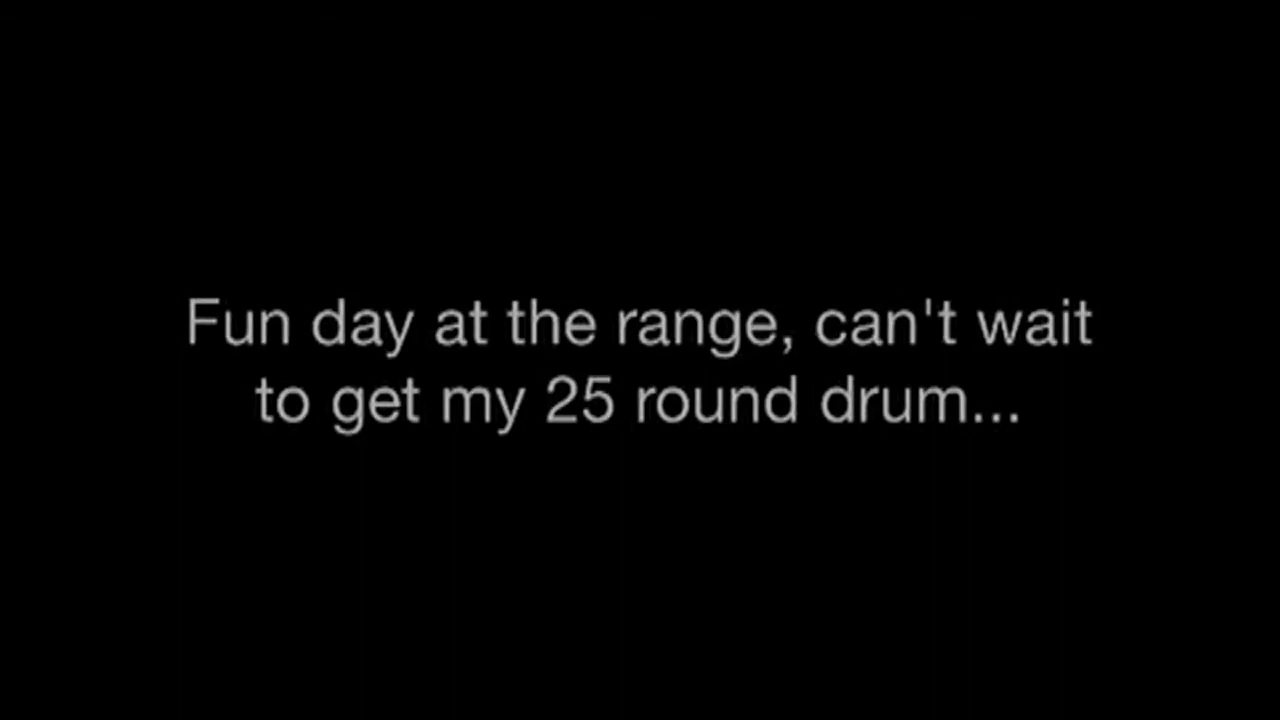 Fun day at the range, can't wait
to get my 25 round drum...